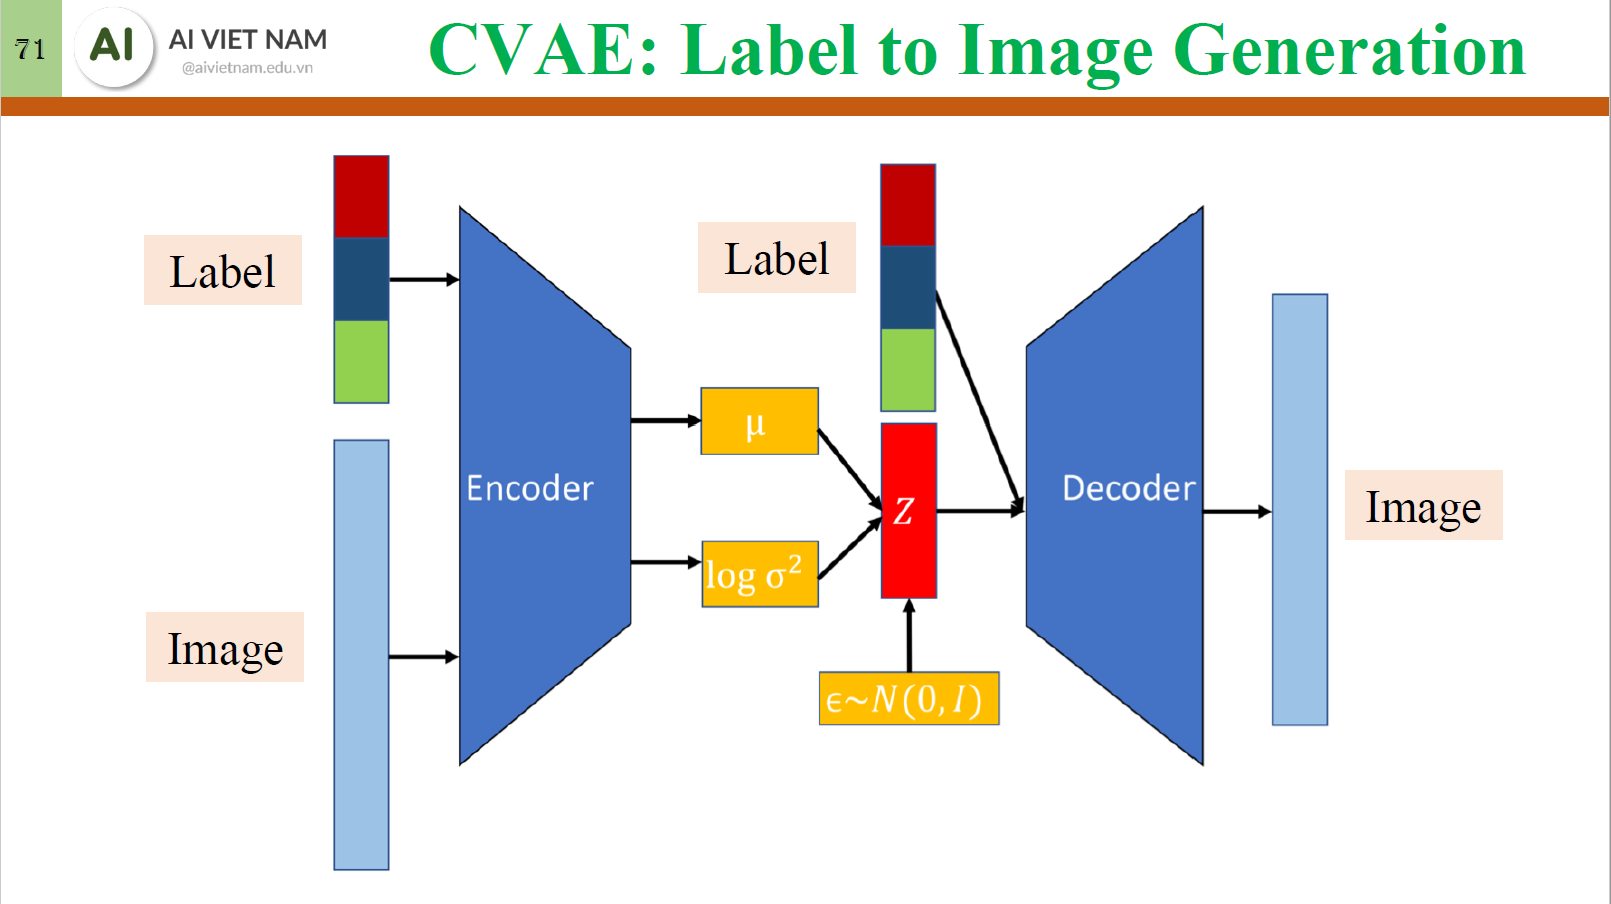 71
AI
AI VIET NAM
@aivietnam.edu.vn
CVAE: Label to Image Generation
Label
Label
μ
Encoder
Z
Decoder
Image
log σ²
Image
ϵ~N(0, I)